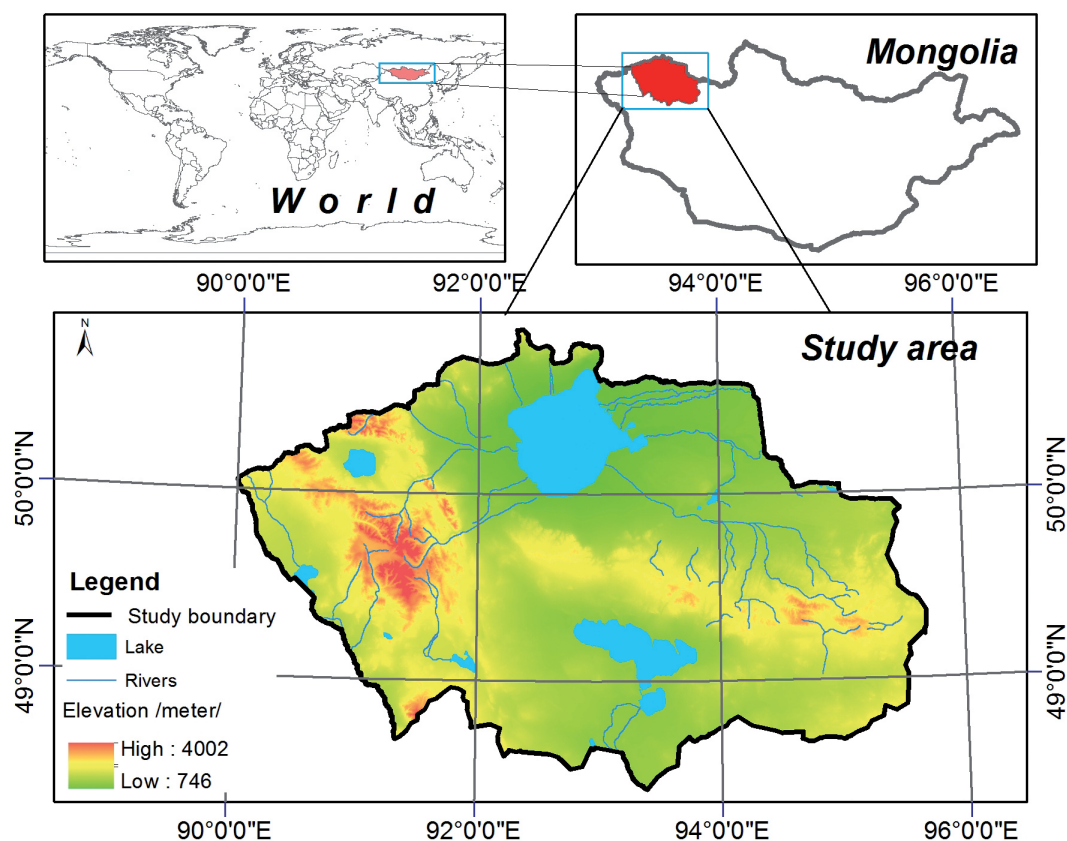 World
Mongolia
90°0'0"E
92°0'0"E
94°0'0"E
96°0'0"E
N
Study area
50°0'0"N
50°0'0"N
49°0'0"N
49°0'0"N
Legend
Study boundary
Lake
Rivers
Elevation /meter/
High : 4002
Low : 746
90°0'0"E
92°0'0"E
94°0'0"E
96°0'0"E